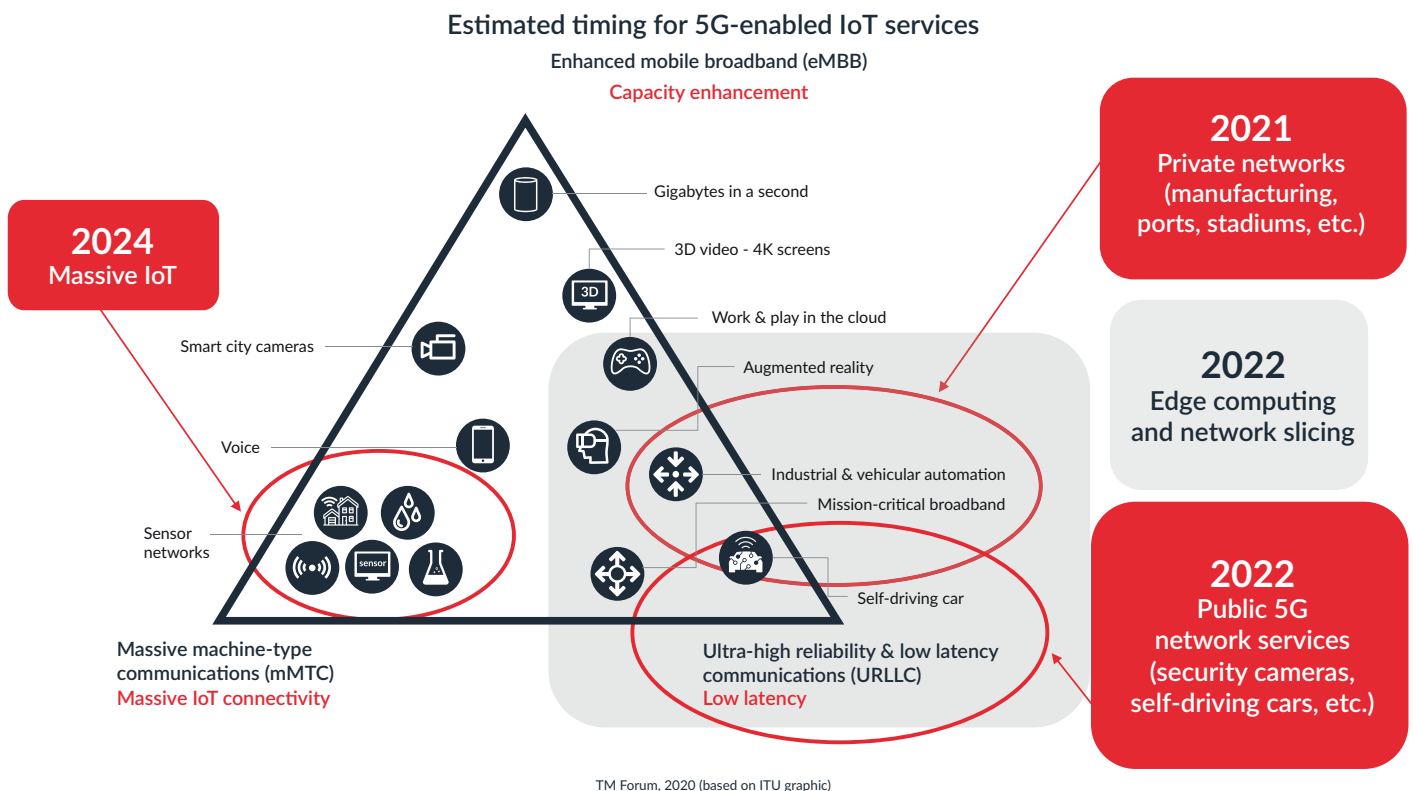 Estimated timing for 5G-enabled IoT services
Enhanced mobile broadband (eMBB)
Capacity enhancement
2021
Private networks
(manufacturing,
ports, stadiums, etc.)
Gigabytes in a second
2024
Massive IoT
3D video - 4K screens
3D
Work & play in the cloud
Smart city cameras
Augmented reality
2022
Edge computing
and network slicing
Voice
Industrial & vehicular automation
Mission-critical broadband
Sensor
networks
sensor
Self-driving car
2022
Public 5G
network services
(security cameras,
self-driving cars, etc.)
Massive machine-type
communications (mMTC)
Massive IoT connectivity
Ultra-high reliability & low latency
communications (URLLC)
Low latency
TM Forum, 2020 (based on ITU graphic)